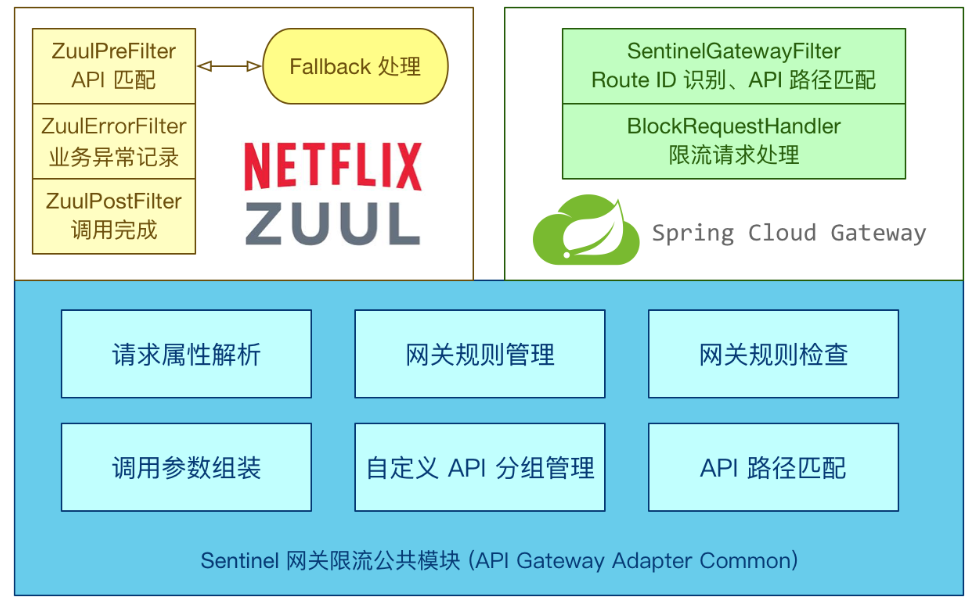 ZuulPreFilter
API 匹配
Fallback 处理
ZuulErrorFilter
业务异常记录
ZuulPostFilter
调用完成
NETFLIX
ZUUL
SentinelGatewayFilter
Route ID 识别、API 路径匹配
BlockRequestHandler
限流请求处理
Spring Cloud Gateway
请求属性解析
网关规则管理
网关规则检查
调用参数组装
自定义 API 分组管理
API 路径匹配
Sentinel 网关限流公共模块 (API Gateway Adapter Common)